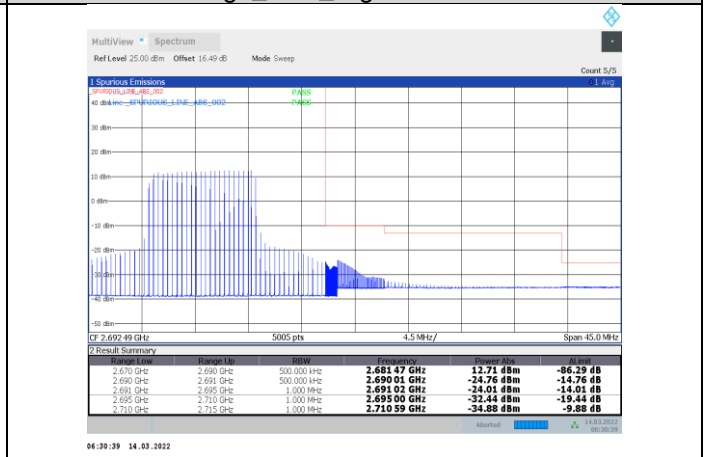 MultiView Spectrum
Ref Level 25.00 dBm Offset 16.49 dB Mode Sweep
Count 5/5
1 Spurious Emissions 1 Avg
_SPURIOUS_LINE_ABS_002 PASS
40 dBm Line _SPURIOUS_LINE_ABS_002 PASS
30 dBm
20 dBm
10 dBm
0 dBm
-10 dBm
-20 dBm
-30 dBm
-40 dBm
-50 dBm
CF 2.692 49 GHz 5005 pts 4.5 MHz/ Span 45.0 MHz
2 Result Summary
Range Low Range Up RBW Frequency Power Abs ΔLimit
2.670 GHz 2.690 GHz 500.000 kHz 2.681 47 GHz 12.71 dBm -86.29 dB
2.690 GHz 2.691 GHz 500.000 kHz 2.690 01 GHz -24.76 dBm -14.76 dB
2.691 GHz 2.695 GHz 1.000 MHz 2.691 02 GHz -24.01 dBm -14.01 dB
2.695 GHz 2.710 GHz 1.000 MHz 2.695 00 GHz -32.44 dBm -19.44 dB
2.710 GHz 2.715 GHz 1.000 MHz 2.710 59 GHz -34.88 dBm -9.88 dB
Aborted 14.03.2022
06:30:39
06:30:39 14.03.2022